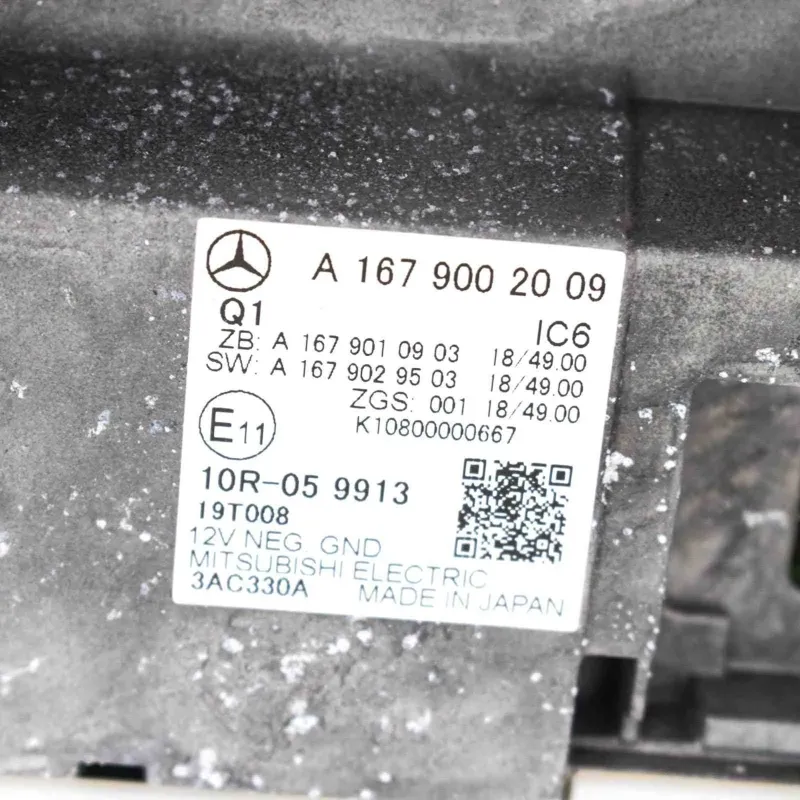 A 167 900 20 09
Q1 IC6
ZB: A 167 901 09 03 18/49.00
SW: A 167 902 95 03 18/49.00
ZGS: 001 18/49.00
K10800000667
E11
10R-05 9913
19T008
12V NEG. GND
MITSUBISHI ELECTRIC
3AC330A MADE IN JAPAN